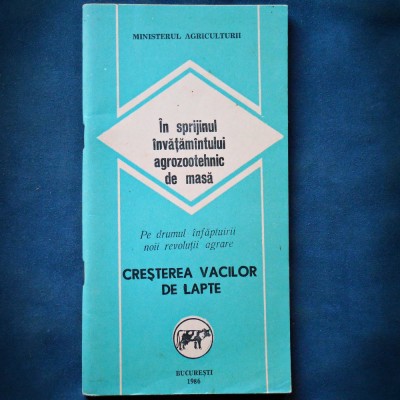 MINISTERUL AGRICULTURII
În sprijinul
învățămîntului
agrozootehnic
de masă
Pe drumul înfăptuirii
noii revoluții agrare
CREȘTEREA VACILOR
DE LAPTE
BUCUREȘTI
1986